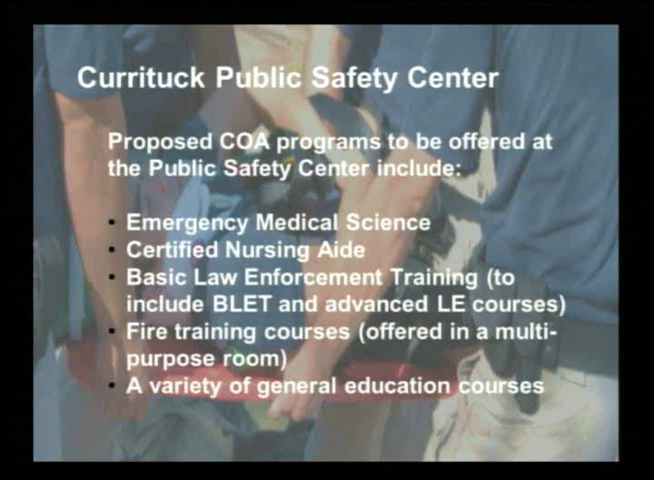 Currituck Public Safety Center
Proposed COA programs to be offered at
the Public Safety Center include:
• Emergency Medical Science
• Certified Nursing Aide
• Basic Law Enforcement Training (to
include BLET and advanced LE courses)
• Fire training courses (offered in a multi-
purpose room)
• A variety of general education courses